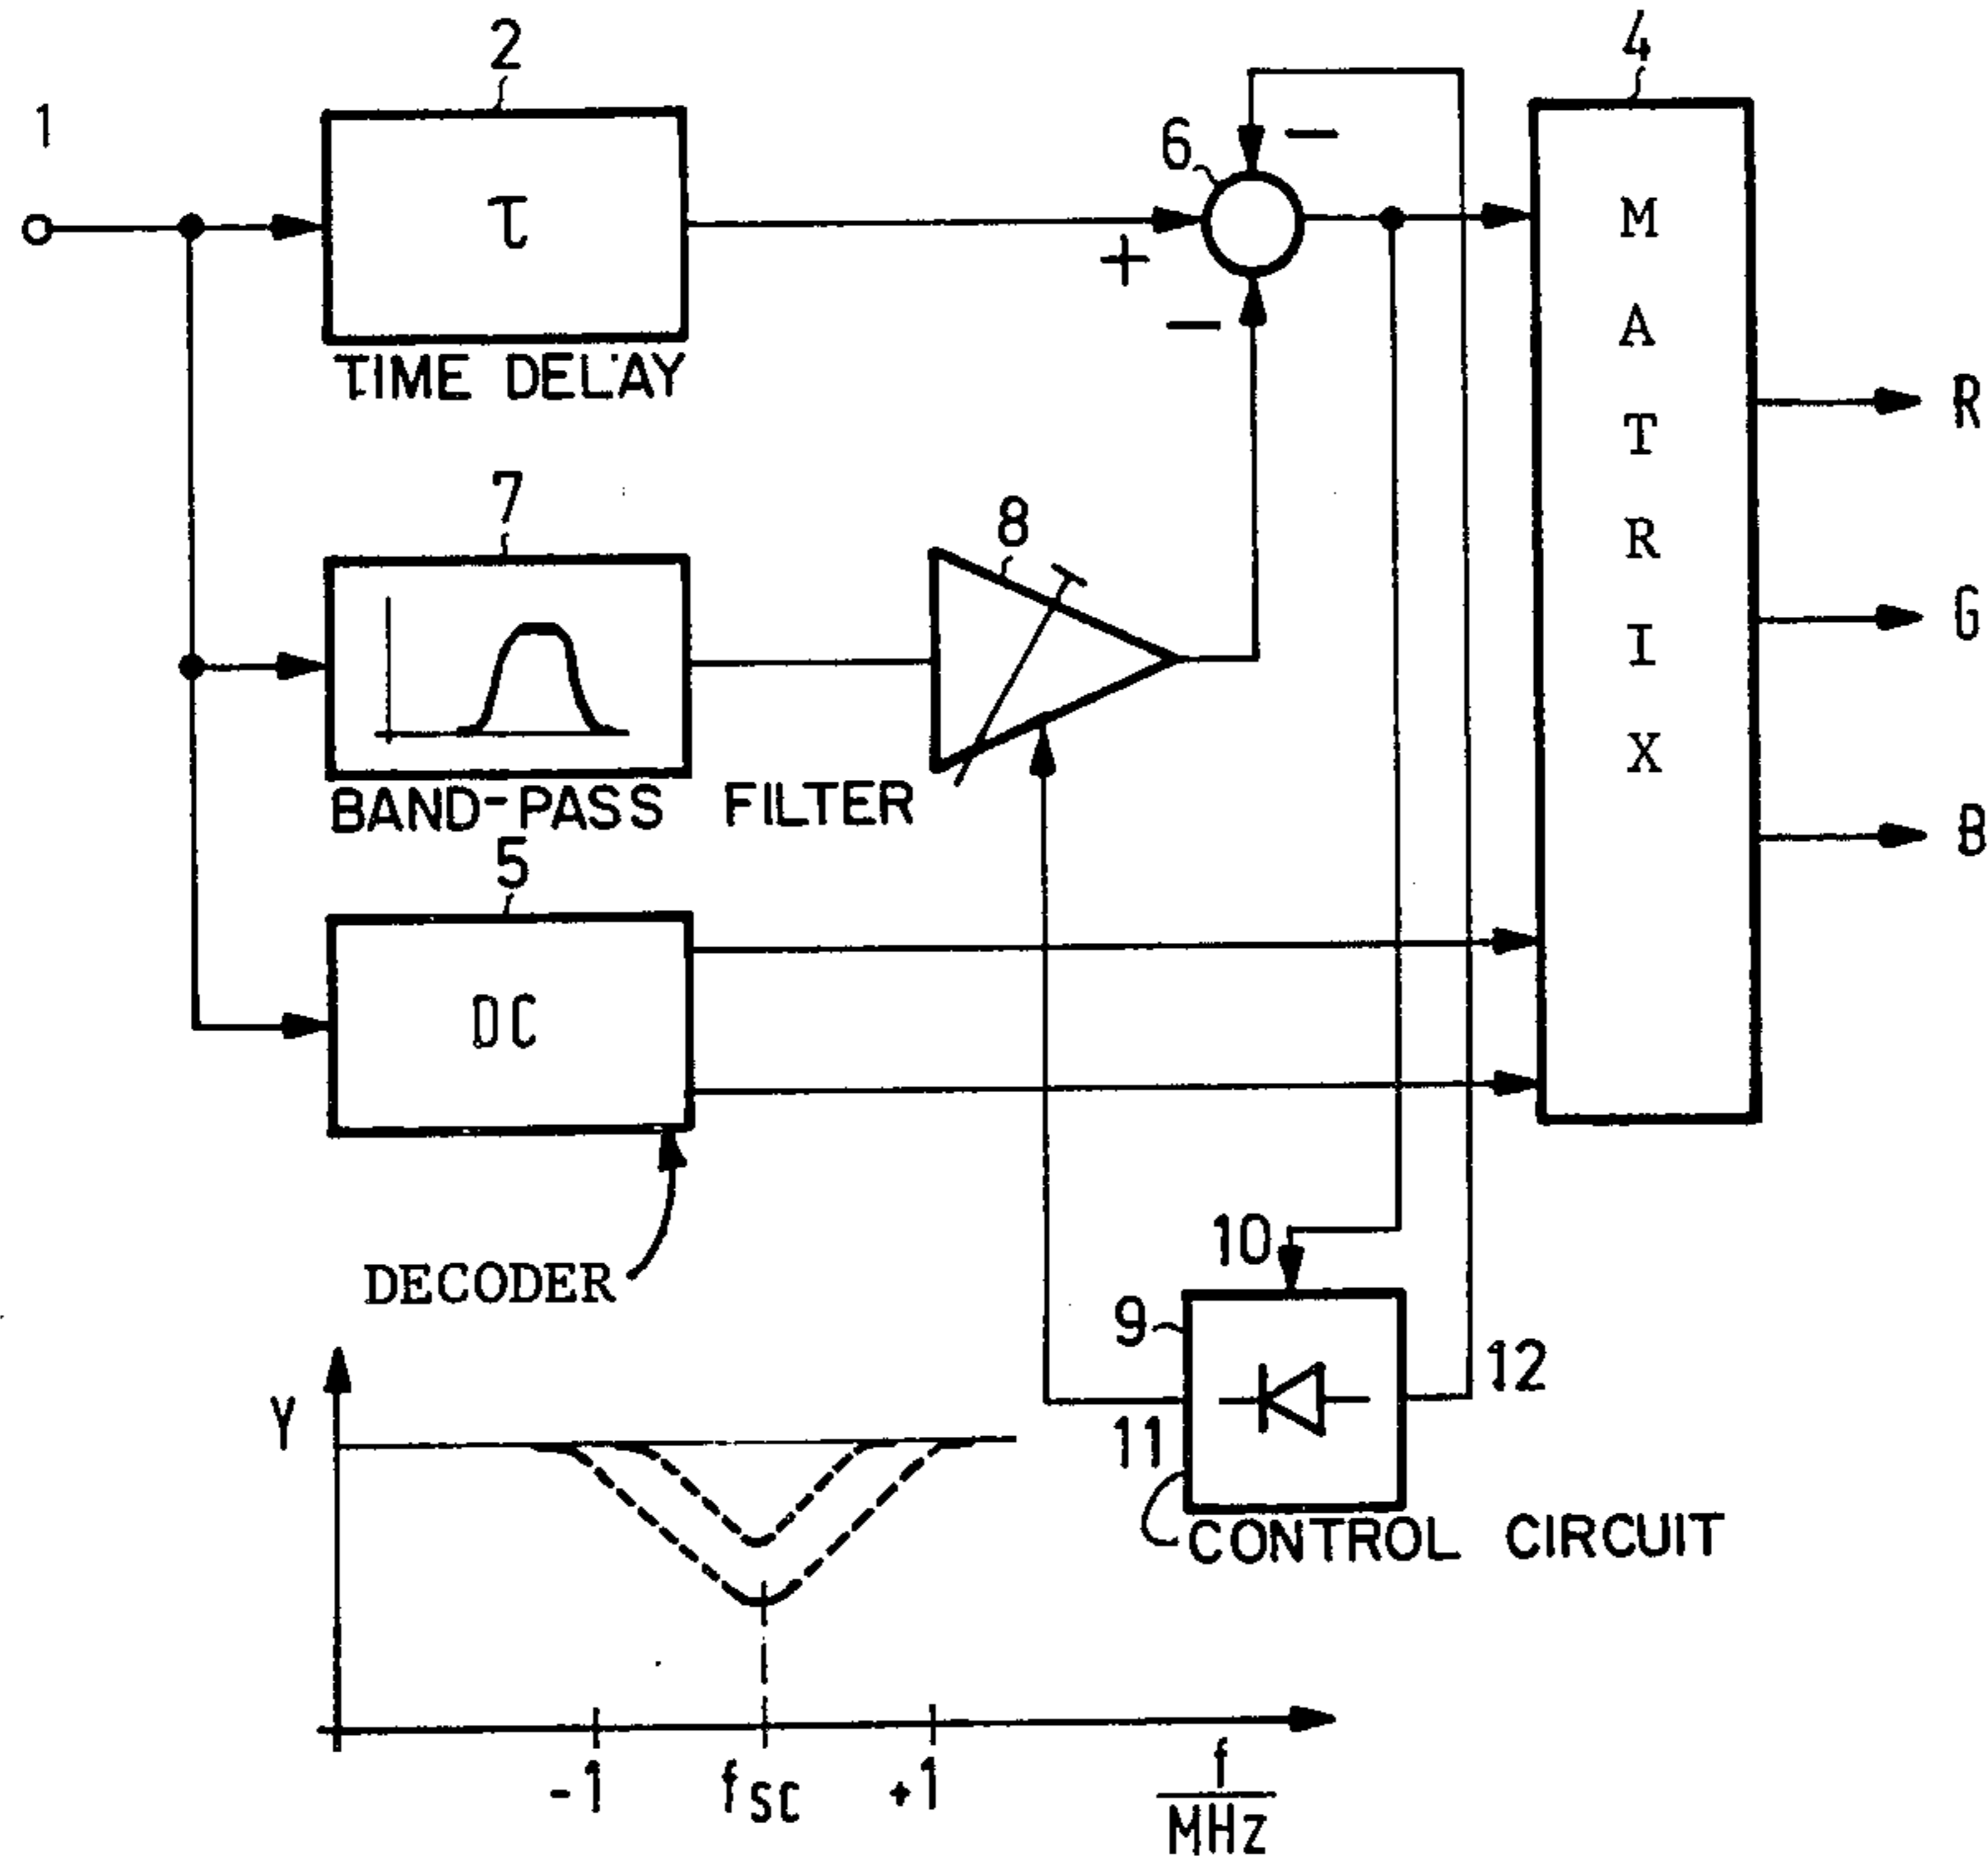 1
2
τ
TIME DELAY
6
+
−
−
4
MATRIX
R
G
B
7
BAND-PASS FILTER
8
5
DC
DECODER
10
9
11
12
CONTROL CIRCUIT
Y
-1
fSC
+1
f
MHz